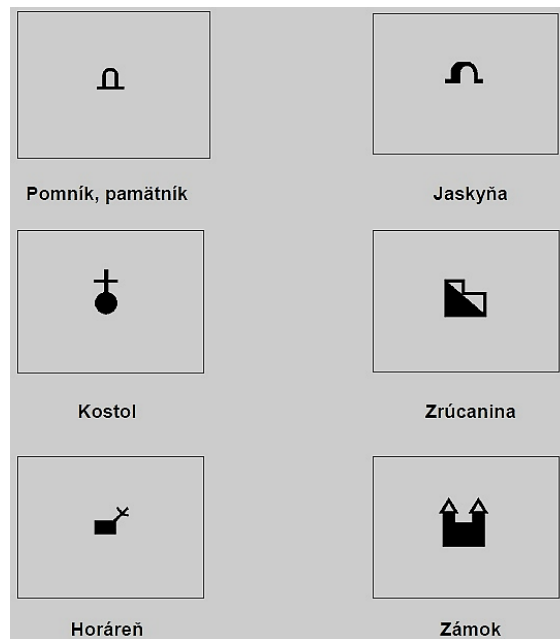 Pomník, pamätník
Jaskyňa
Kostol
Zrúcanina
Horáreň
Zámok